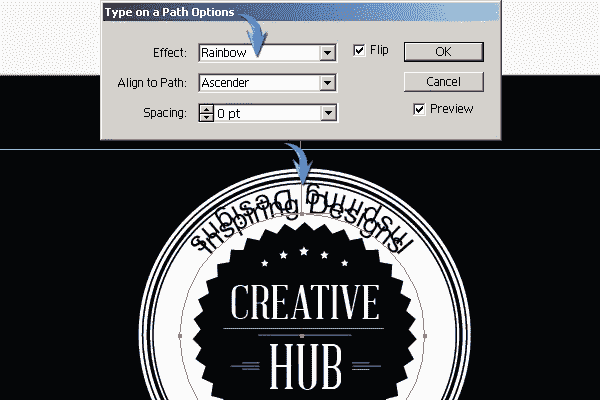 Type on a Path Options
Effect: Rainbow Flip OK
Align to Path: Ascender Cancel
Spacing: 0 pt Preview
Inspiring Designs
Inspiring Designs
CREATIVE
HUB